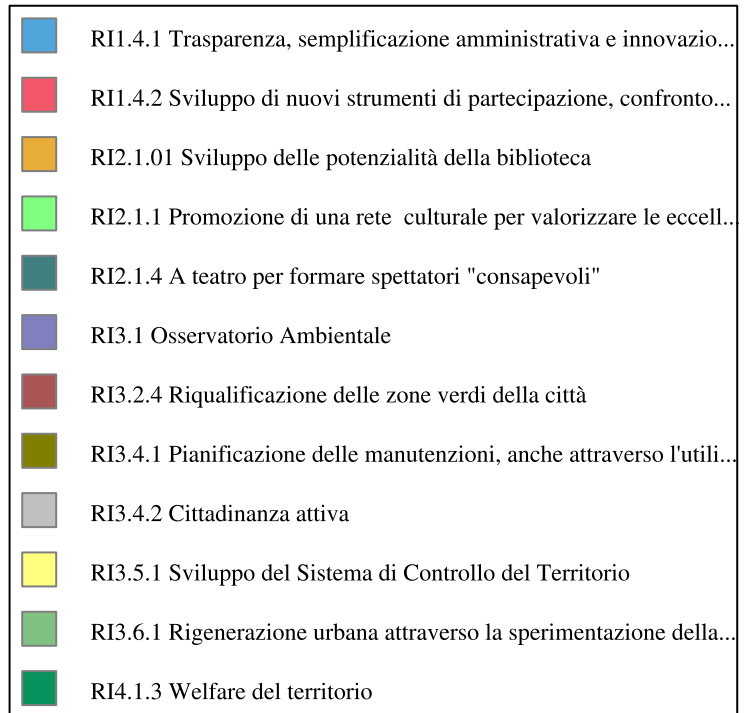 RI1.4.1 Trasparenza, semplificazione amministrativa e innovazio...
RI1.4.2 Sviluppo di nuovi strumenti di partecipazione, confronto...
RI2.1.01 Sviluppo delle potenzialità della biblioteca
RI2.1.1 Promozione di una rete  culturale per valorizzare le eccell...
RI2.1.4 A teatro per formare spettatori "consapevoli"
RI3.1 Osservatorio Ambientale
RI3.2.4 Riqualificazione delle zone verdi della città
RI3.4.1 Pianificazione delle manutenzioni, anche attraverso l'utili...
RI3.4.2 Cittadinanza attiva
RI3.5.1 Sviluppo del Sistema di Controllo del Territorio
RI3.6.1 Rigenerazione urbana attraverso la sperimentazione della...
RI4.1.3 Welfare del territorio